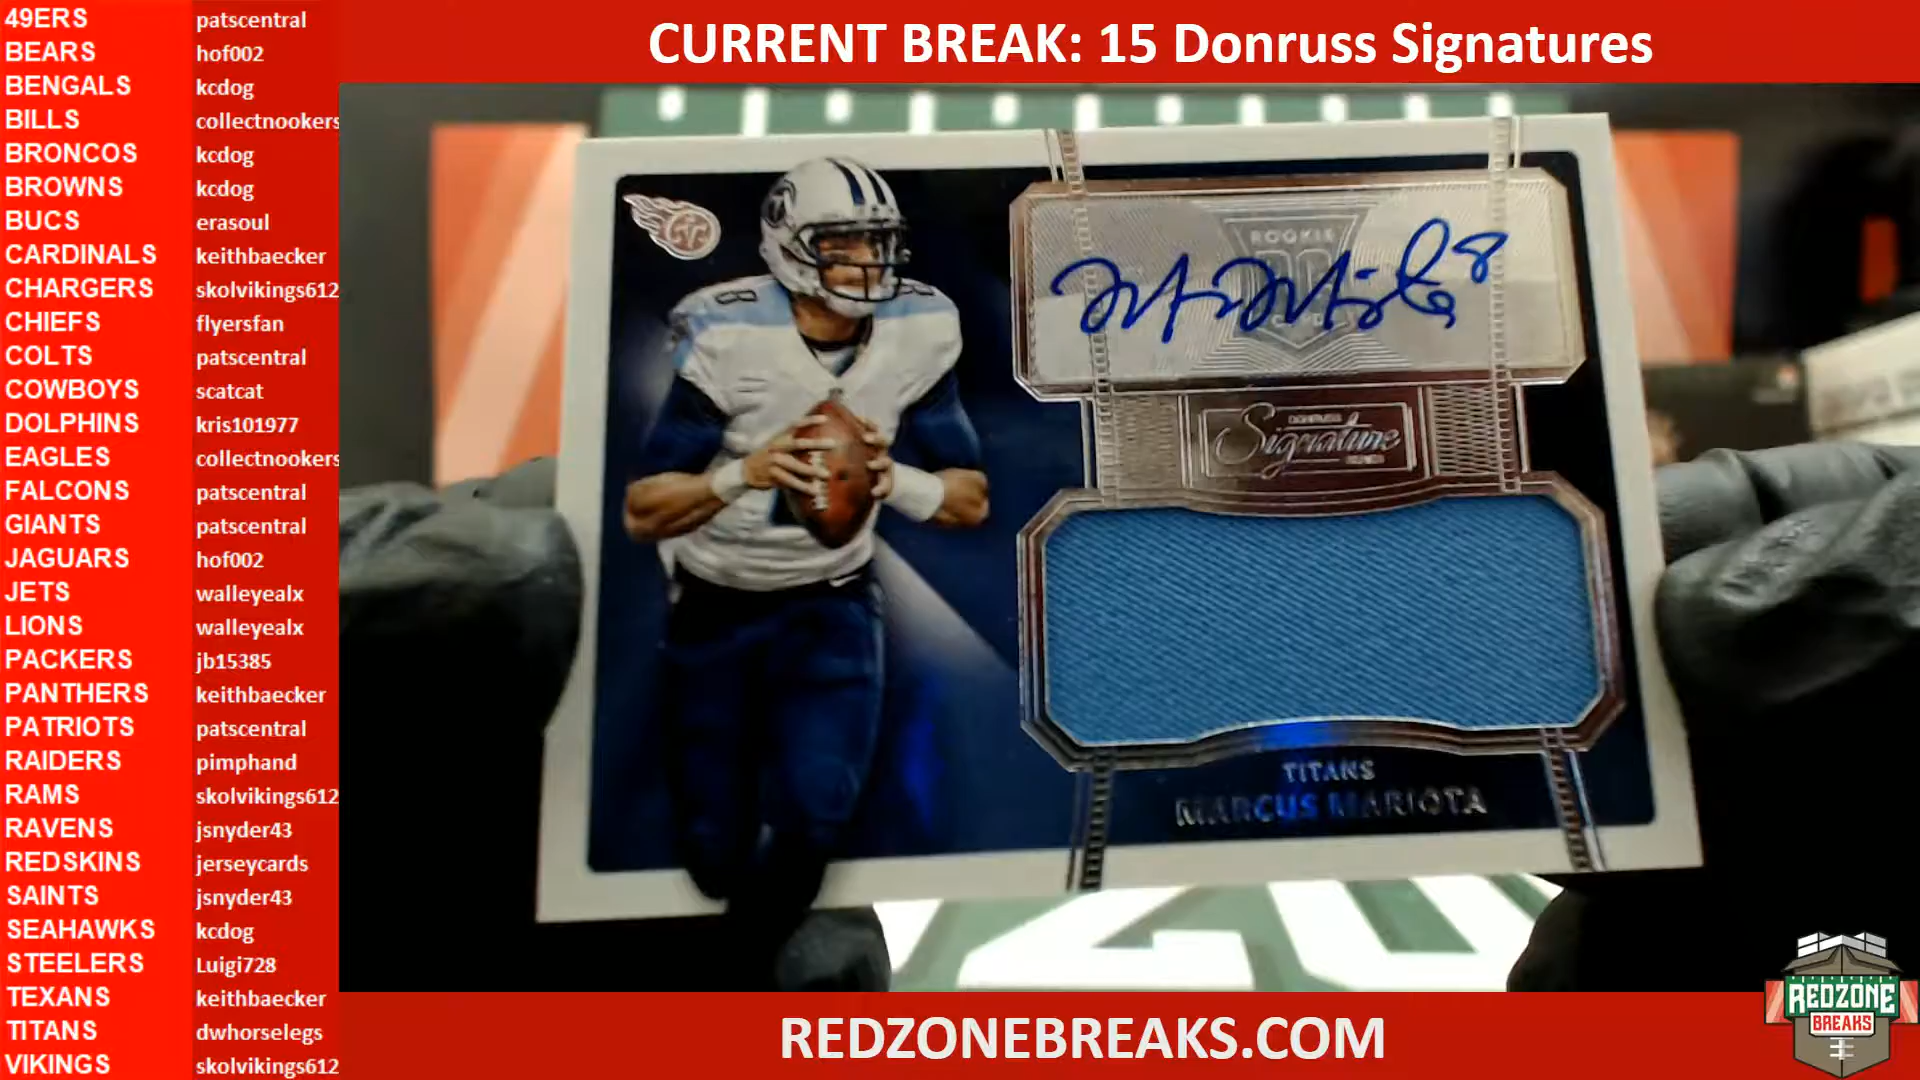 CURRENT BREAK: 15 Donruss Signatures
49ERS patscentral
BEARS hof002
BENGALS kcdog
BILLS collectnookers
BRONCOS kcdog
BROWNS kcdog
BUCS erasoul
CARDINALS keithbaecker
CHARGERS skolvikings612
CHIEFS flyersfan
COLTS patscentral
COWBOYS scatcat
DOLPHINS kris101977
EAGLES collectnookers
FALCONS patscentral
GIANTS patscentral
JAGUARS hof002
JETS walleyealx
LIONS walleyealx
PACKERS jb15385
PANTHERS keithbaecker
PATRIOTS patscentral
RAIDERS pimphand
RAMS skolvikings612
RAVENS jsnyder43
REDSKINS jerseycards
SAINTS jsnyder43
SEAHAWKS kcdog
STEELERS Luigi728
TEXANS keithbaecker
TITANS dwhorselegs
VIKINGS skolvikings612
8
ROOKIE
DONRUSS
Signature
SERIES
TITANS
MARCUS MARIOTA
20
REDZONEBREAKS.COM
REDZONE
BREAKS